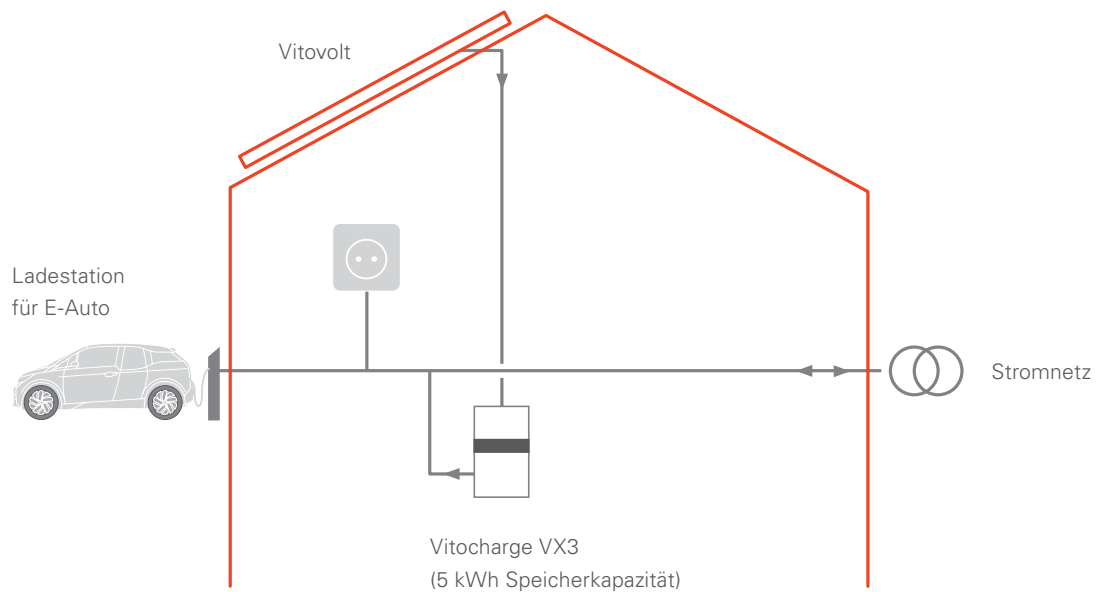 Vitovolt
Ladestation
für E-Auto
Stromnetz
Vitocharge VX3
(5 kWh Speicherkapazität)